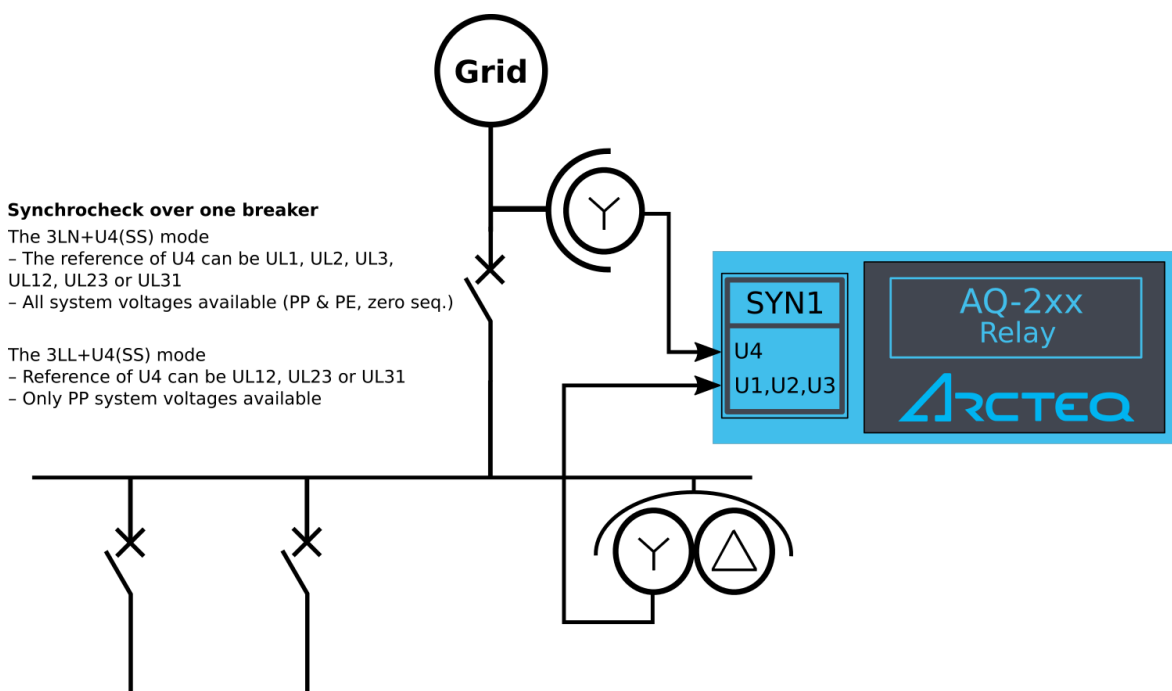 Grid
Synchrocheck over one breaker
The 3LN+U4(SS) mode
– The reference of U4 can be UL1, UL2, UL3,
UL12, UL23 or UL31
– All system voltages available (PP & PE, zero seq.)
The 3LL+U4(SS) mode
– Reference of U4 can be UL12, UL23 or UL31
– Only PP system voltages available
SYN1
U4
U1,U2,U3
AQ-2xx
Relay
ARCTEQ